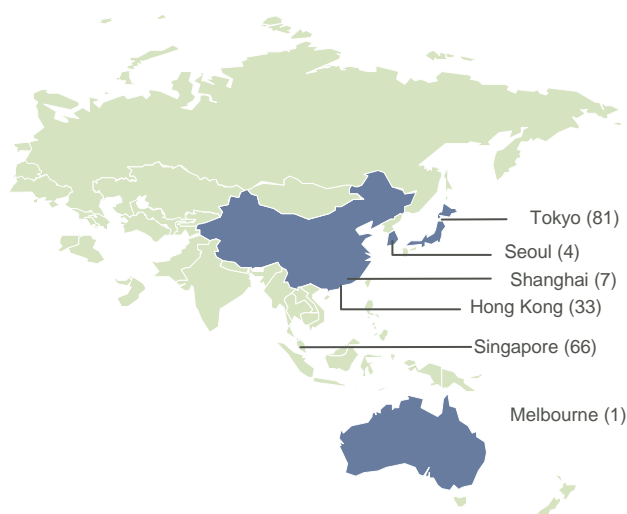 Tokyo (81)
Seoul (4)
Shanghai (7)
Hong Kong (33)
Singapore (66)
Melbourne (1)